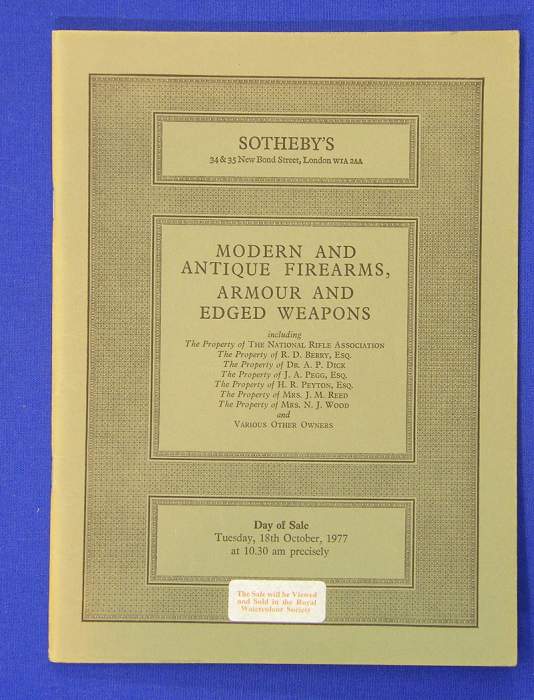 SOTHEBY'S
34 & 35 New Bond Street, London W1A 2AA
MODERN AND
ANTIQUE FIREARMS,
ARMOUR AND
EDGED WEAPONS
including
The Property of THE NATIONAL RIFLE ASSOCIATION
The Property of R. D. BERRY, ESQ.
The Property of DR. A. P. DICK
The Property of J. A. PEGG, ESQ.
The Property of H. R. PEYTON, ESQ.
The Property of MRS. J. M. REED
The Property of MRS. N. J. WOOD
and
VARIOUS OTHER OWNERS
Day of Sale
Tuesday, 18th October, 1977
at 10.30 am precisely
The Sale will be Viewed
and Sold in the Royal
Watercolour Society